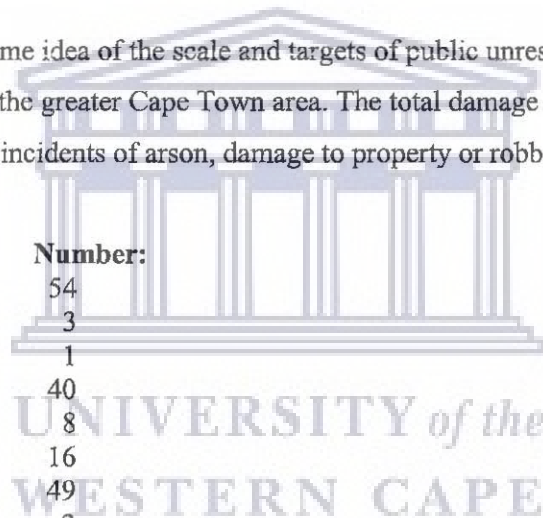 me idea of the scale and targets of public unres
the greater Cape Town area. The total damage
incidents of arson, damage to property or robb
Number:
54
3
1
40
8
16
49
UNIVERSITY of the
WESTERN CAPE